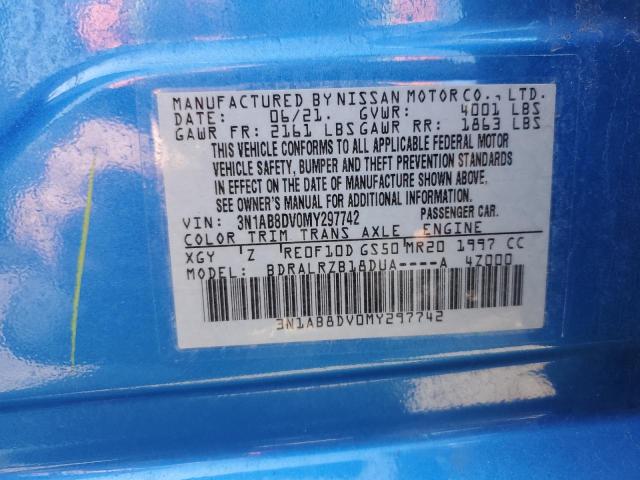 MANUFACTURED BY NISSAN MOTOR CO., LTD.
DATE: 06/21. GVWR: 4001 LBS
GAWR FR: 2161 LBS GAWR RR: 1863 LBS
THIS VEHICLE CONFORMS TO ALL APPLICABLE FEDERAL MOTOR
VEHICLE SAFETY, BUMPER AND THEFT PREVENTION STANDARDS
IN EFFECT ON THE DATE OF MANUFACTURE SHOWN ABOVE.
SEE OWNER'S MANUAL FOR ADDITIONAL INFORMATION.
VIN: 3N1AB8DV0MY297742 PASSENGER CAR.
COLOR TRIM TRANS AXLE ENGINE
XGY Z RE0F10D GS50 MR20 1997 CC
MODEL: BDRALRZB18DUA----A 4Z000
3N1AB8DV0MY297742